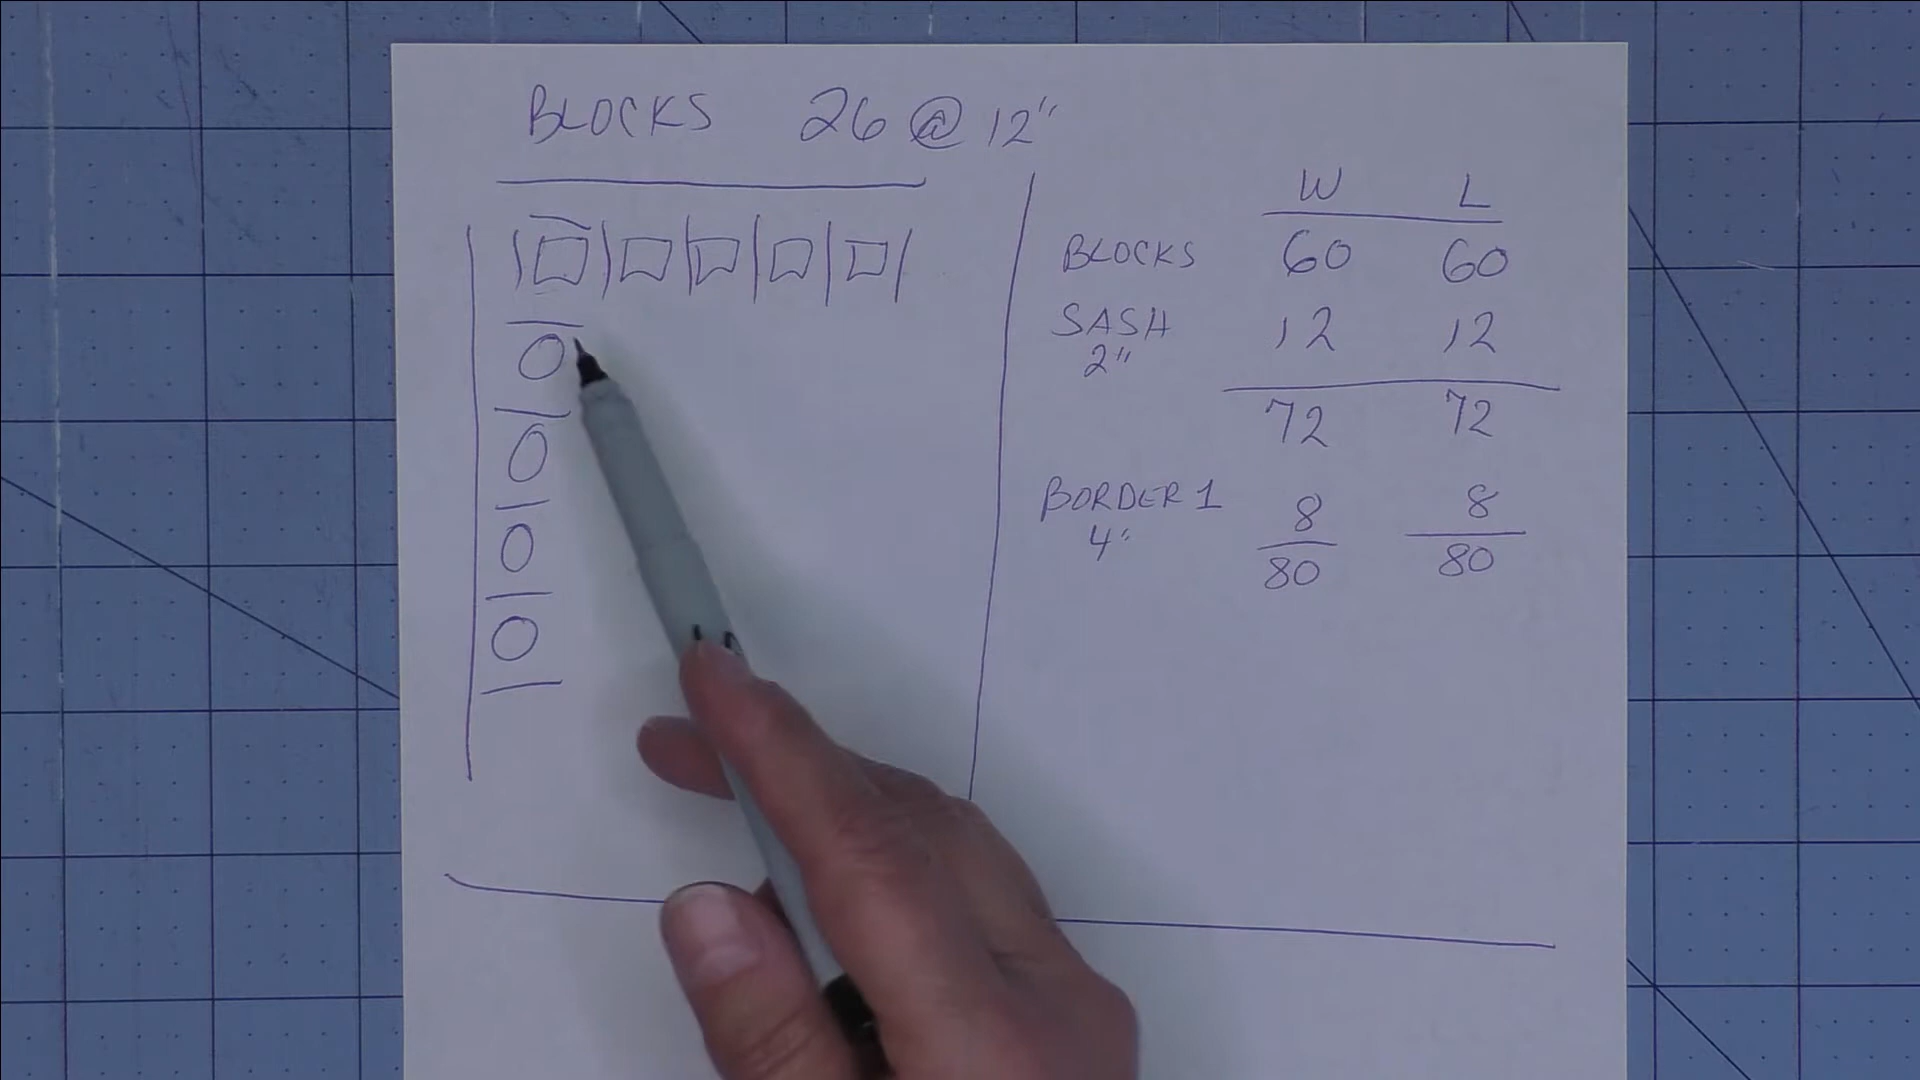 BLOCKS 26 @ 12"
W L
BLOCKS 60 60
SASH 12 12
2"
72 72
BORDER 1 8 8
4"
80 80